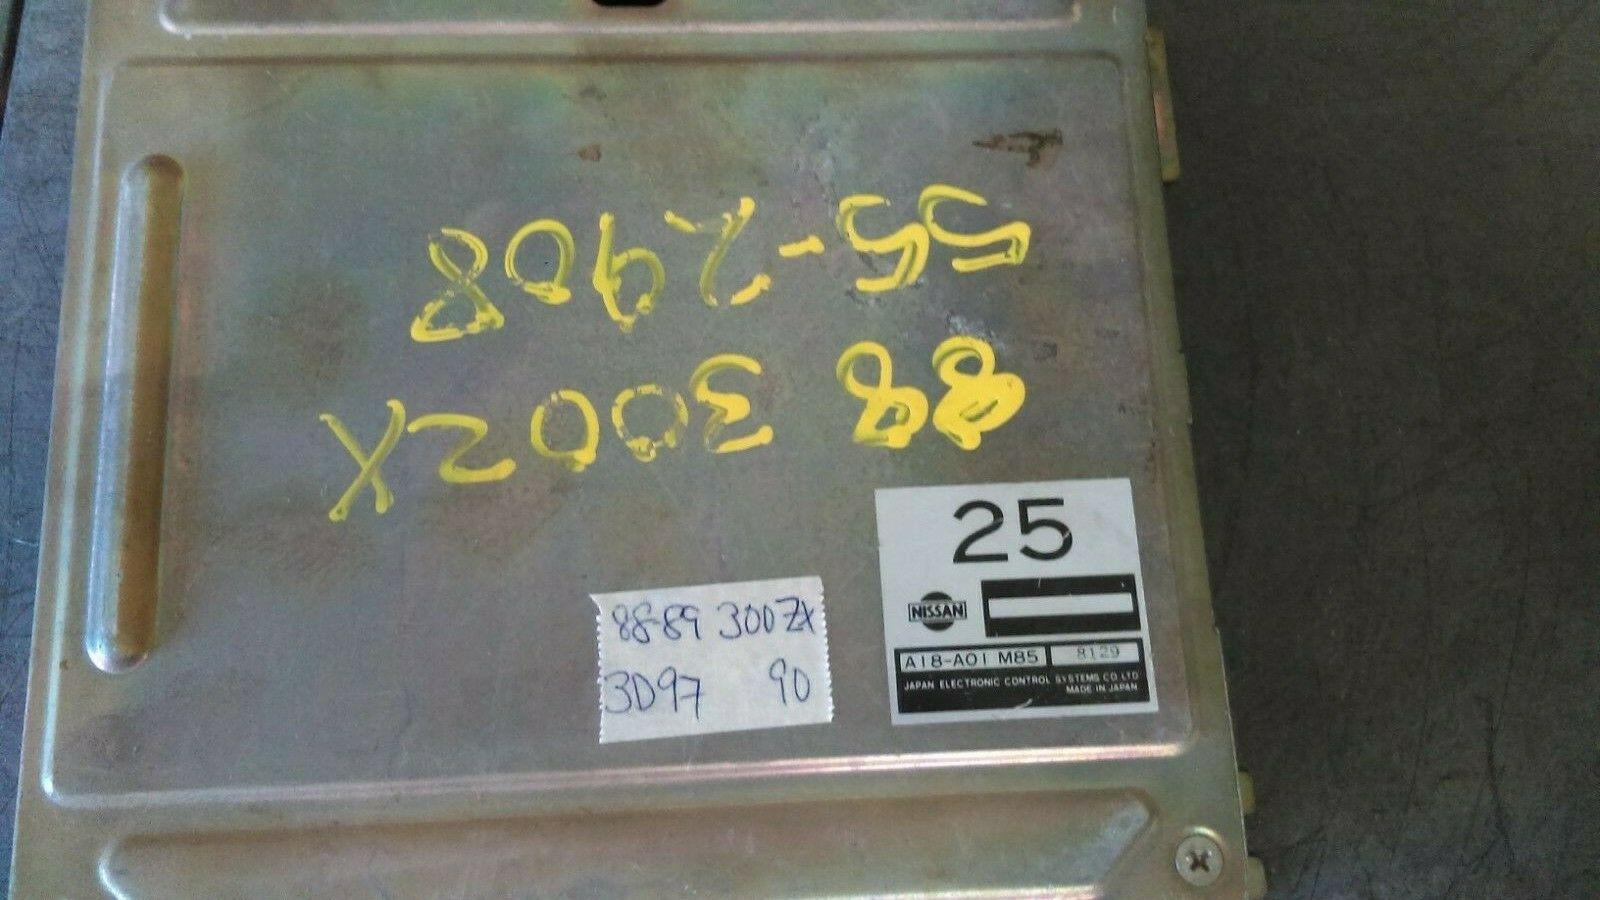 88 300ZX
55-2908
25
NISSAN
A18-A01 M85 8129
JAPAN ELECTRONIC CONTROL SYSTEMS CO LTD
MADE IN JAPAN
88-89 300ZX
3D97 90